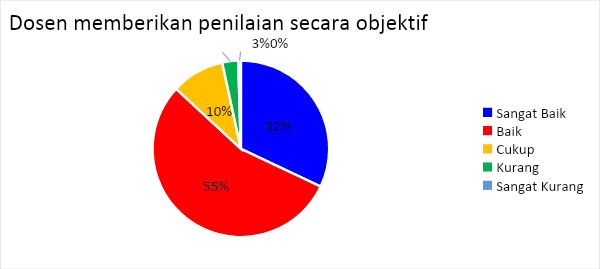 Dosen memberikan penilaian secara objektif
3%0%
32%
10%
55%
Sangat Baik
Baik
Cukup
Kurang
Sangat Kurang